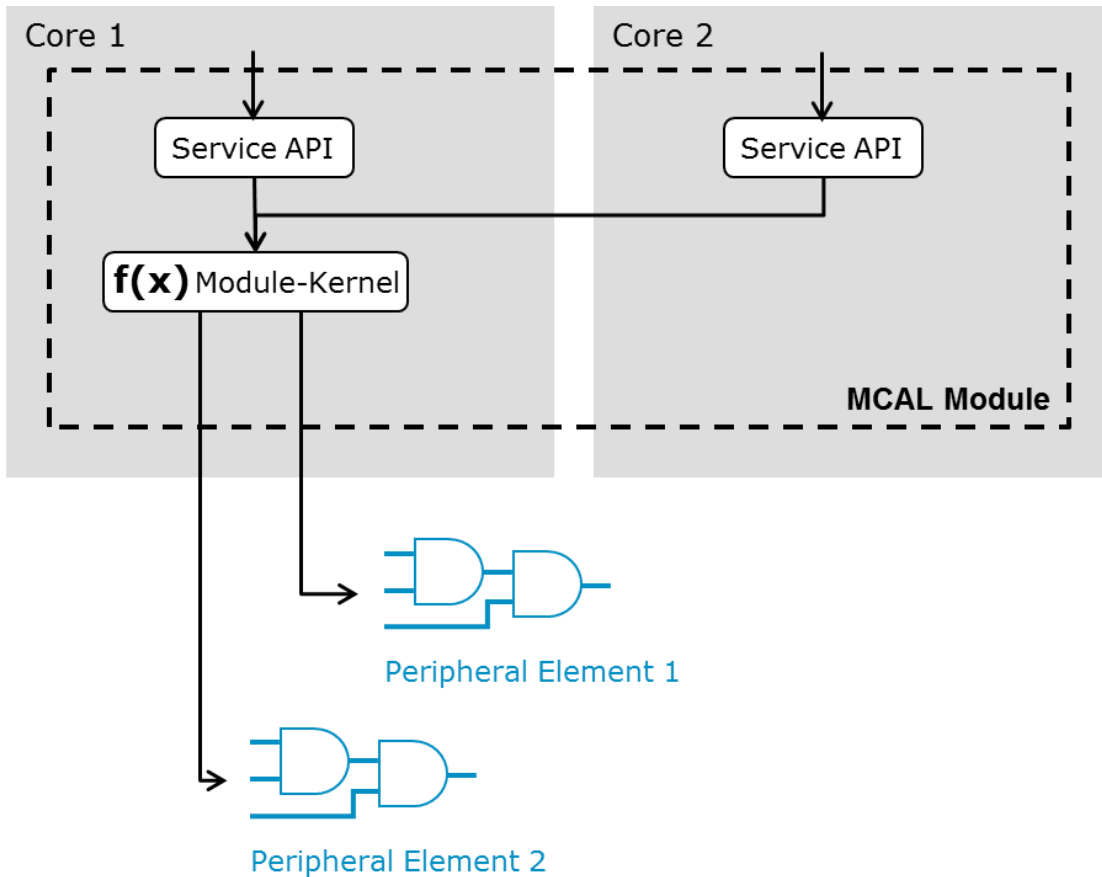 Core 1
Core 2
Service API
Service API
f(x) Module-Kernel
MCAL Module
Peripheral Element 1
Peripheral Element 2